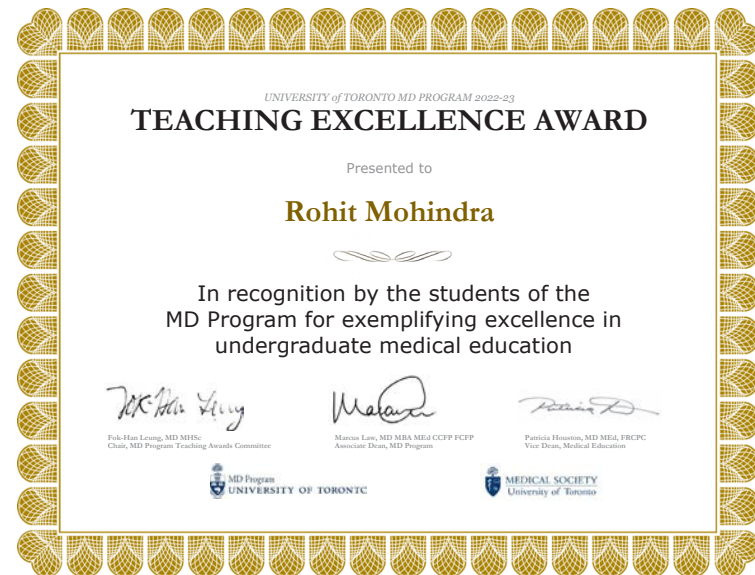 UNIVERSITY of TORONTO MD PROGRAM 2022-23
TEACHING EXCELLENCE AWARD
Presented to
Rohit Mohindra
In recognition by the students of the
MD Program for exemplifying excellence in
undergraduate medical education
Fok-Han Leung
Fok-Han Leung, MD MHSc
Chair, MD Program Teaching Awards Committee
Marcus Law, MD MBA MEd CCFP FCFP
Associate Dean, MD Program
Patricia Houston, MD MEd, FRCPC
Vice Dean, Medical Education
MD Program
UNIVERSITY OF TORONTO
MEDICAL SOCIETY
University of Toronto